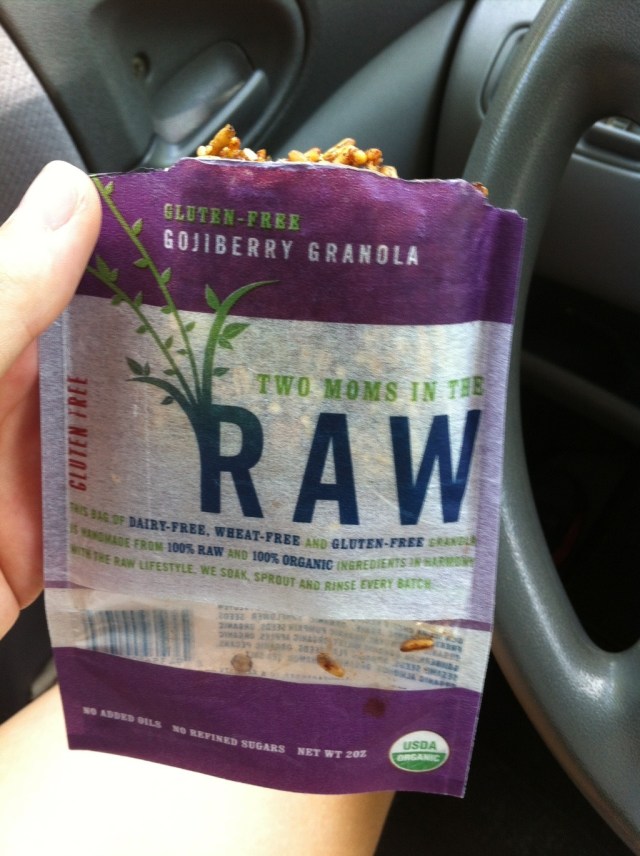 GLUTEN-FREE
GOJIBERRY GRANOLA
TWO MOMS IN THE
RAW
GLUTEN FREE
THIS BAG OF DAIRY-FREE, WHEAT-FREE AND GLUTEN-FREE GRANOLA
IS HANDMADE FROM 100% RAW AND 100% ORGANIC INGREDIENTS IN HARMONY
WITH THE RAW LIFESTYLE. WE SOAK, SPROUT AND RINSE EVERY BATCH.
NO ADDED OILS NO REFINED SUGARS NET WT 2OZ
USDA
ORGANIC